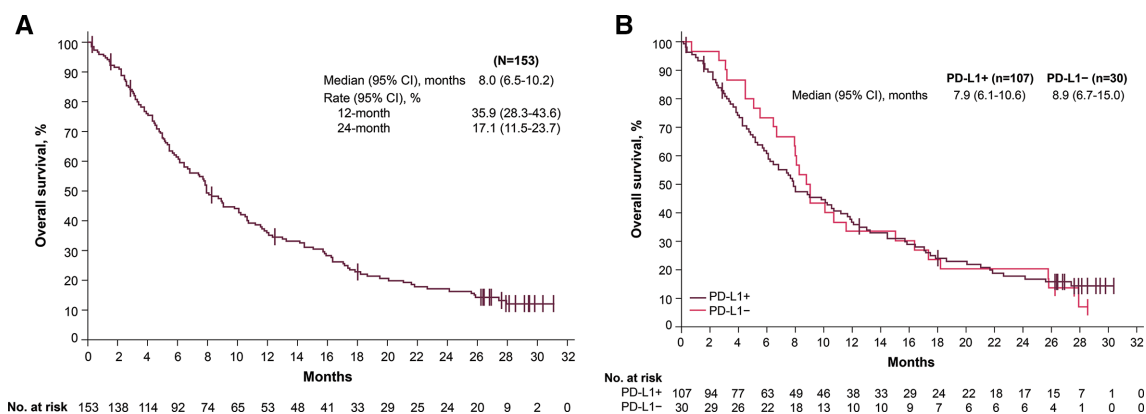 A
(N=153)
Median (95% CI), months 8.0 (6.5-10.2)
Rate (95% CI), %
12-month 35.9 (28.3-43.6)
24-month 17.1 (11.5-23.7)
Overall survival, %
100
90
80
70
60
50
40
30
20
10
0
0 2 4 6 8 10 12 14 16 18 20 22 24 26 28 30 32
Months
No. at risk 153 138 114 92 74 65 53 48 41 33 29 25 24 20 9 2 0
B
PD-L1+ (n=107) PD-L1− (n=30)
Median (95% CI), months 7.9 (6.1-10.6) 8.9 (6.7-15.0)
Overall survival, %
100
90
80
70
60
50
40
30
20
10
0
PD-L1+
PD-L1−
0 2 4 6 8 10 12 14 16 18 20 22 24 26 28 30 32
Months
No. at risk
PD-L1+ 107 94 77 63 49 46 38 33 29 24 22 18 17 15 7 1 0
PD-L1− 30 29 26 22 18 13 10 10 9 7 6 6 6 4 1 0 0